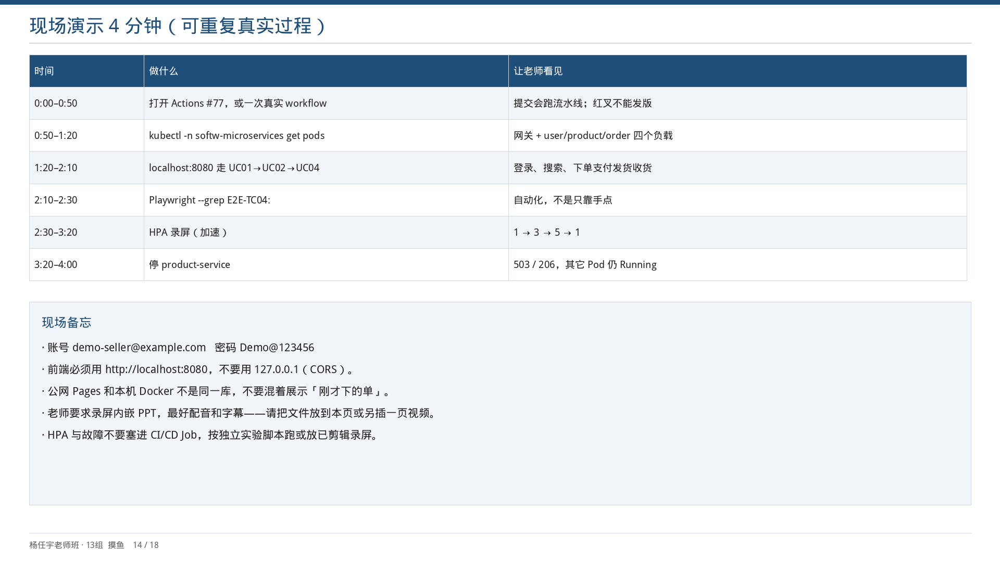 现场演示 4 分钟（可重复真实过程）
时间 做什么 让老师看见
0:00–0:50 打开 Actions #77，或一次真实 workflow 提交会跑流水线；红叉不能发版
0:50–1:20 kubectl -n softw-microservices get pods 网关 + user/product/order 四个负载
1:20–2:10 localhost:8080 走 UC01→UC02→UC04 登录、搜索、下单支付发货收货
2:10–2:30 Playwright --grep E2E-TC04: 自动化，不是只靠手点
2:30–3:20 HPA 录屏（加速） 1 → 3 → 5 → 1
3:20–4:00 停 product-service 503 / 206，其它 Pod 仍 Running
现场备忘
· 账号 demo-seller@example.com 密码 Demo@123456
· 前端必须用 http://localhost:8080，不要用 127.0.0.1（CORS）。
· 公网 Pages 和本机 Docker 不是同一库，不要混着展示「刚才下的单」。
· 老师要求录屏内嵌 PPT，最好配音和字幕——请把文件放到本页或另插一页视频。
· HPA 与故障不要塞进 CI/CD Job，按独立实验脚本跑或放已剪辑录屏。
杨任宇老师班 · 13组 摸鱼 14 / 18